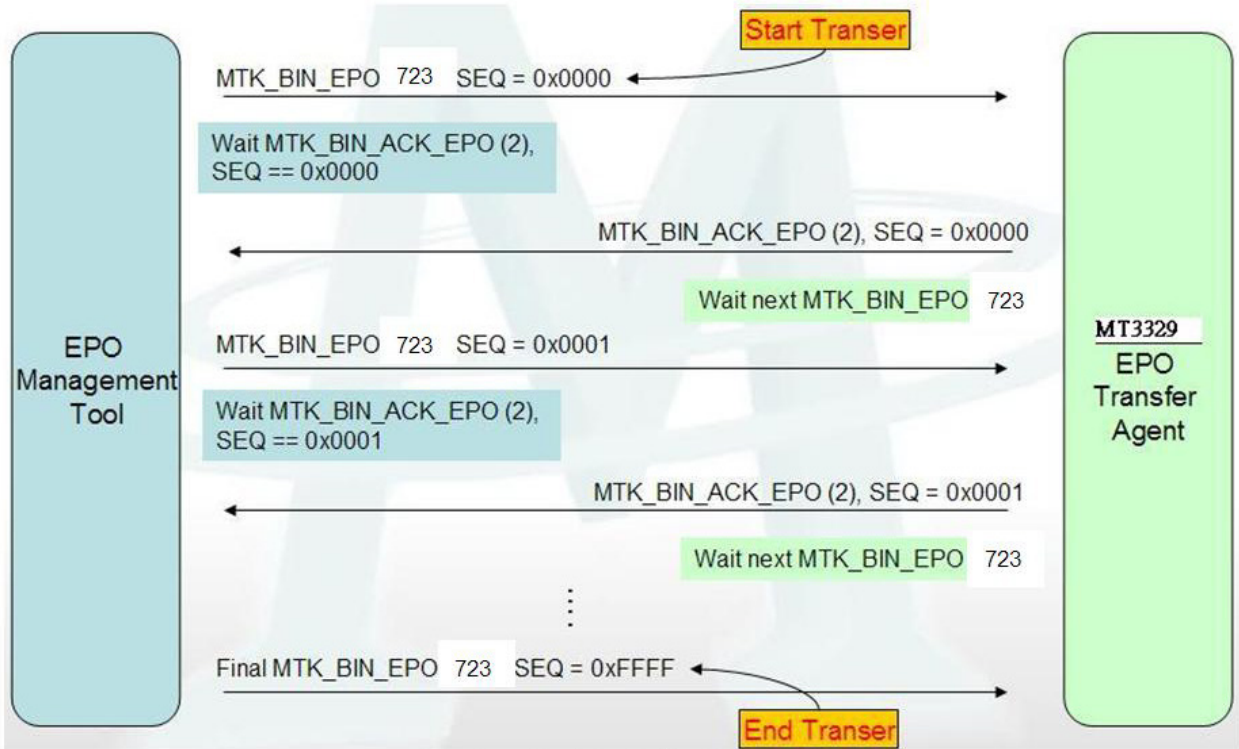 Start Transer
MTK_BIN_EPO 723 SEQ = 0x0000
Wait MTK_BIN_ACK_EPO (2),
SEQ == 0x0000
MTK_BIN_ACK_EPO (2), SEQ = 0x0000
Wait next MTK_BIN_EPO 723
MTK_BIN_EPO 723 SEQ = 0x0001
Wait MTK_BIN_ACK_EPO (2),
SEQ == 0x0001
MTK_BIN_ACK_EPO (2), SEQ = 0x0001
Wait next MTK_BIN_EPO 723
Final MTK_BIN_EPO 723 SEQ = 0xFFFF
End Transer
EPO
Management
Tool
MT3329
EPO
Transfer
Agent